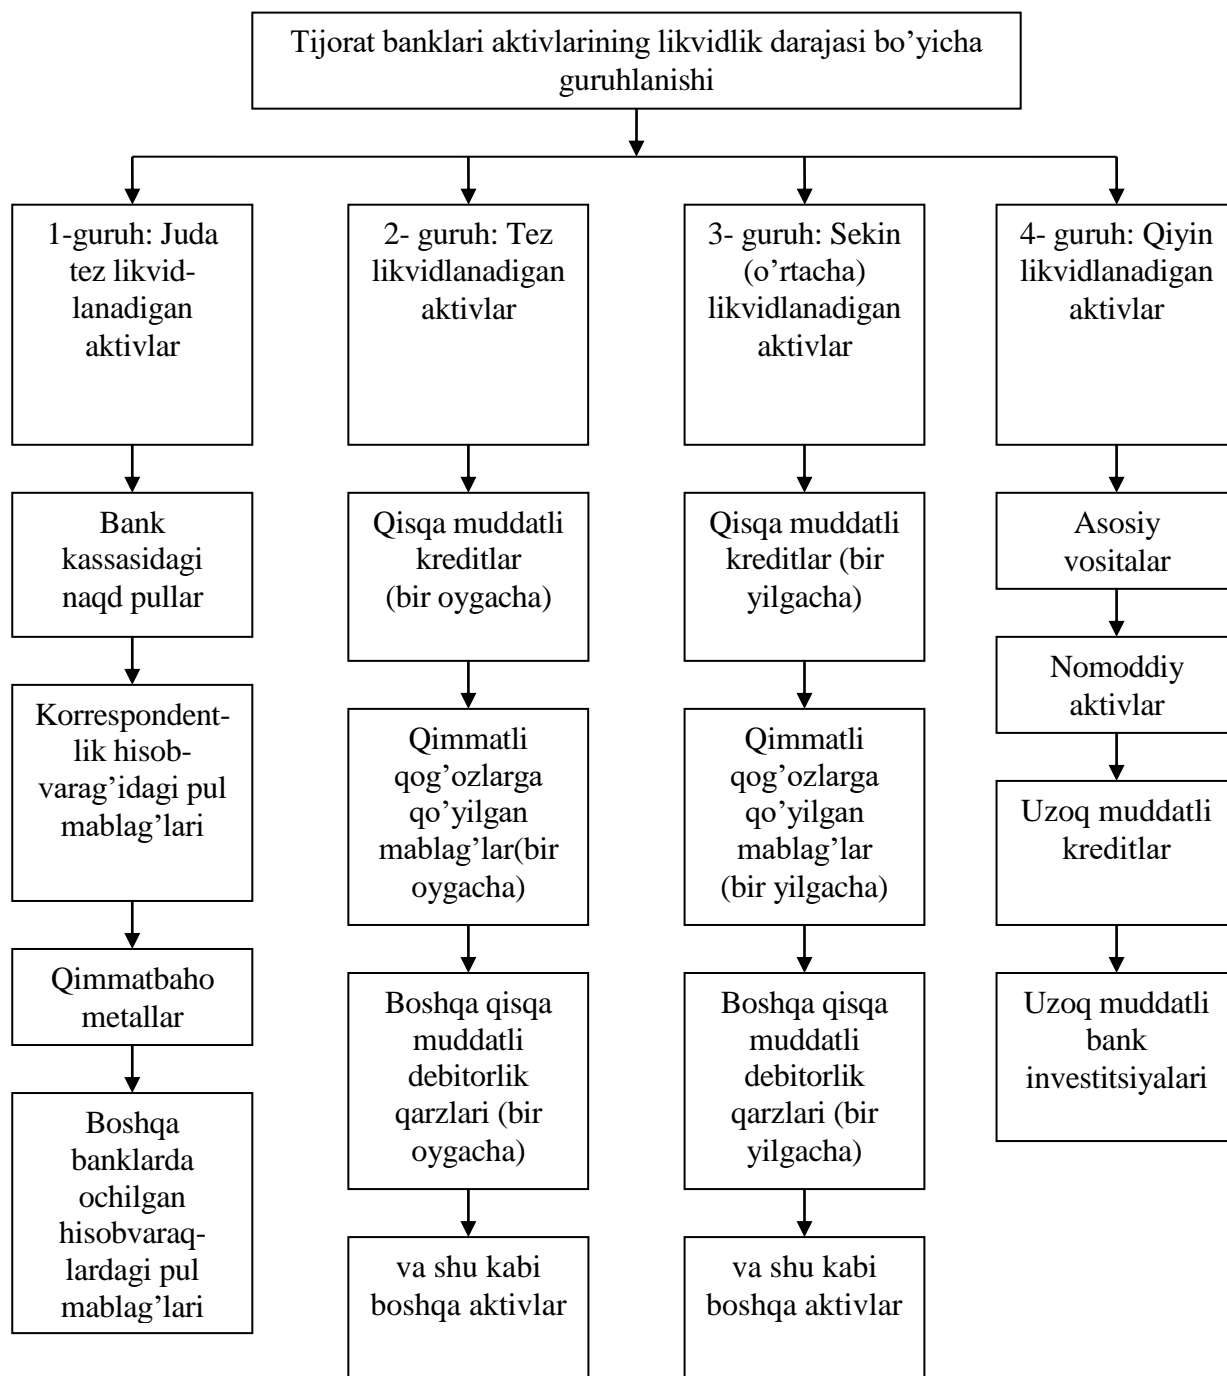 Tijorat banklari aktivlarining likvidlik darajasi bo’yicha
guruhlanishi
1-guruh: Juda
tez likvid-
lanadigan
aktivlar
2- guruh: Tez
likvidlanadigan
aktivlar
3- guruh: Sekin
(o’rtacha)
likvidlanadigan
aktivlar
4- guruh: Qiyin
likvidlanadigan
aktivlar
Bank
kassasidagi
naqd pullar
Qisqa muddatli
kreditlar
(bir oygacha)
Qisqa muddatli
kreditlar (bir
yilgacha)
Asosiy
vositalar
Nomoddiy
aktivlar
Korrespondent-
lik hisob-
varag’idagi pul
mablag’lari
Qimmatli
qog’ozlarga
qo’yilgan
mablag’lar(bir
oygacha)
Qimmatli
qog’ozlarga
qo’yilgan
mablag’lar
(bir yilgacha)
Uzoq muddatli
kreditlar
Qimmatbaho
metallar
Boshqa qisqa
muddatli
debitorlik
qarzlari (bir
oygacha)
Boshqa qisqa
muddatli
debitorlik
qarzlari (bir
yilgacha)
Uzoq muddatli
bank
investitsiyalari
Boshqa
banklarda
ochilgan
hisobvaraq-
lardagi pul
mablag’lari
va shu kabi
boshqa aktivlar
va shu kabi
boshqa aktivlar